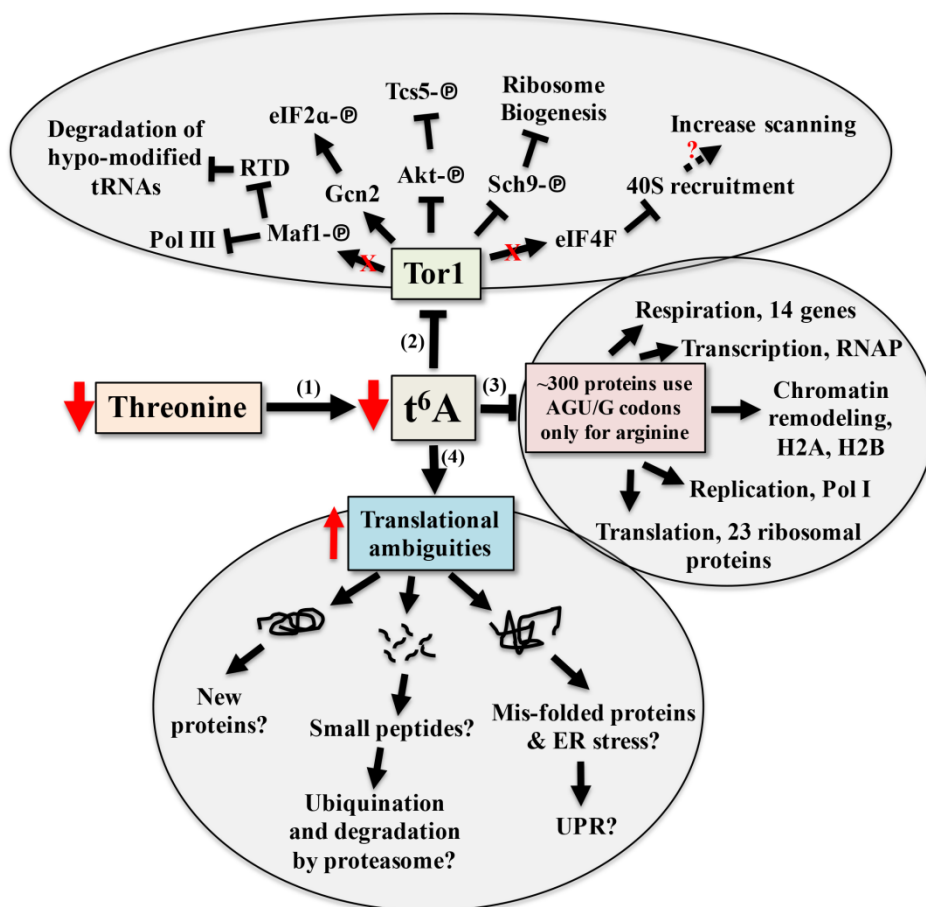 Tcs5-℗
Ribosome
Biogenesis
eIF2α-℗
Increase scanning
?
Degradation of
hypo-modified
tRNAs
RTD
Gcn2
Akt-℗
Sch9-℗
40S recruitment
Pol III
Maf1-℗
eIF4F
X
X
Tor1
(2)
Respiration, 14 genes
Transcription, RNAP
~300 proteins use
AGU/G codons
only for arginine
Chromatin
remodeling,
H2A, H2B
Replication, Pol I
Translation, 23 ribosomal
proteins
Threonine
(1)
t⁶A
(3)
(4)
Translational
ambiguities
New
proteins?
Small peptides?
Mis-folded proteins
& ER stress?
Ubiquination
and degradation
by proteasome?
UPR?